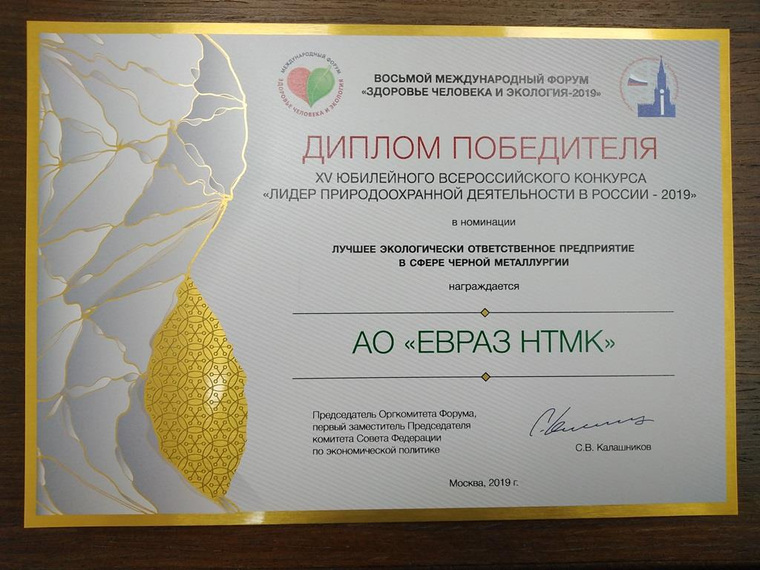 МЕЖДУНАРОДНЫЙ ФОРУМ
ЗДОРОВЬЕ ЧЕЛОВЕКА И ЭКОЛОГИЯ
ВОСЬМОЙ МЕЖДУНАРОДНЫЙ ФОРУМ
«ЗДОРОВЬЕ ЧЕЛОВЕКА И ЭКОЛОГИЯ-2019»
ДИПЛОМ ПОБЕДИТЕЛЯ
XV ЮБИЛЕЙНОГО ВСЕРОССИЙСКОГО КОНКУРСА
«ЛИДЕР ПРИРОДООХРАННОЙ ДЕЯТЕЛЬНОСТИ В РОССИИ - 2019»
в номинации
ЛУЧШЕЕ ЭКОЛОГИЧЕСКИ ОТВЕТСТВЕННОЕ ПРЕДПРИЯТИЕ
В СФЕРЕ ЧЕРНОЙ МЕТАЛЛУРГИИ
награждается
АО «ЕВРАЗ НТМК»
Председатель Оргкомитета Форума,
первый заместитель Председателя
комитета Совета Федерации
по экономической политике
С.В. Калашников
Москва, 2019 г.